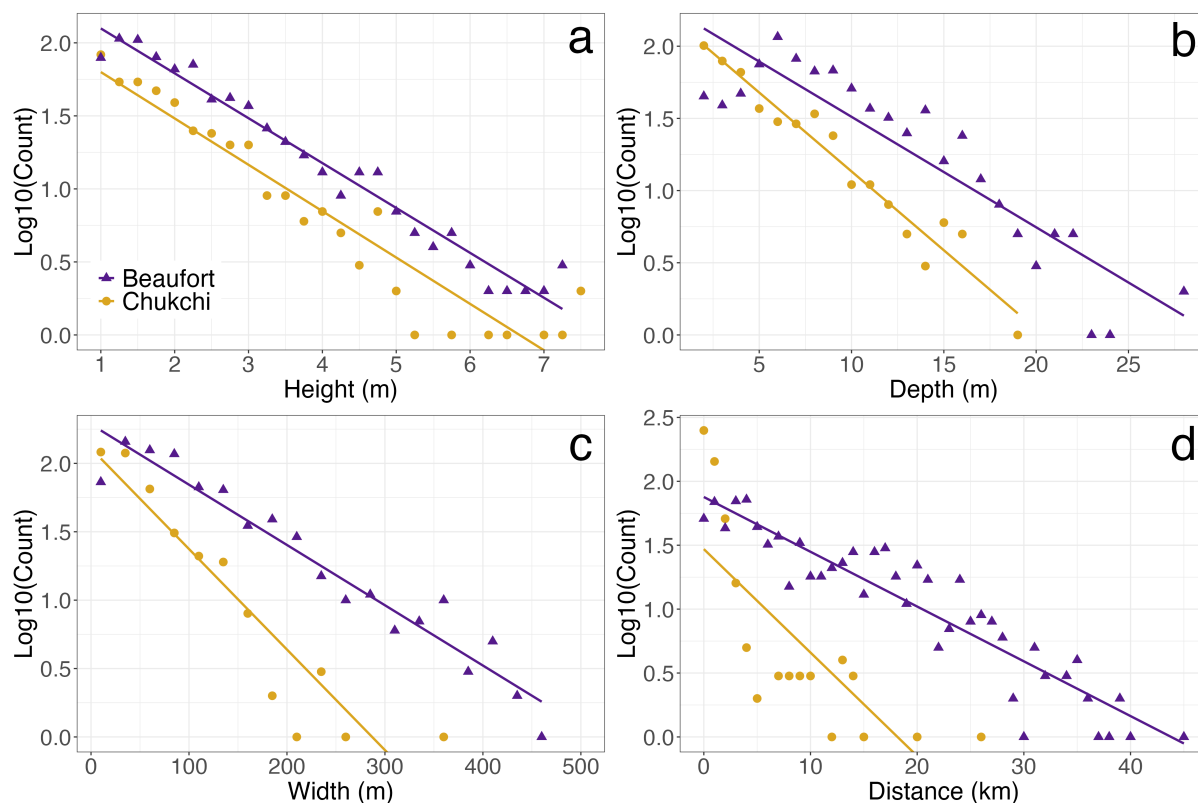 a
Log10(Count)
2.0
1.5
1.0
0.5
0.0
Beaufort
Chukchi
1 2 3 4 5 6 7
Height (m)
b
Log10(Count)
2.0
1.5
1.0
0.5
0.0
5 10 15 20 25
Depth (m)
c
Log10(Count)
2.0
1.5
1.0
0.5
0.0
0 100 200 300 400 500
Width (m)
d
Log10(Count)
2.5
2.0
1.5
1.0
0.5
0.0
0 10 20 30 40
Distance (km)